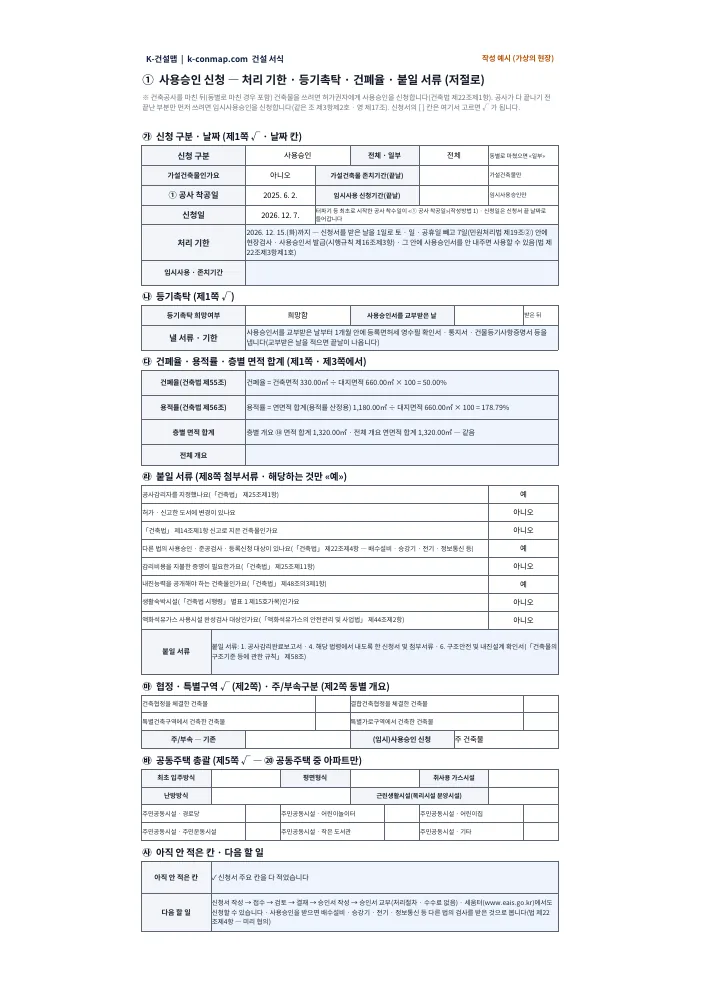 K-건설맵 | k-conmap.com 건설 서식
작성 예시 (가상의 현장)
① 사용승인 신청 — 처리 기한 · 등기촉탁 · 건폐율 · 붙일 서류 (저절로)
※ 건축공사를 마친 뒤(동별로 마친 경우 포함) 건축물을 쓰려면 허가권자에게 사용승인을 신청합니다(건축법 제22조제1항). 공사가 다 끝나기 전
끝난 부분만 먼저 쓰려면 임시사용승인을 신청합니다(같은 조 제3항제2호 · 영 제17조). 신청서의 [ ] 칸은 여기서 고르면 √ 가 됩니다.
㉮ 신청 구분 · 날짜 (제1쪽 √ · 날짜 칸)
신청 구분 사용승인 전체 · 일부 전체 동별로 마쳤으면 «일부»
가설건축물인가요 아니오 가설건축물 존치기간(끝날) 가설건축물만
① 공사 착공일 2025. 6. 2. 임시사용 신청기간(끝날) 임시사용승인만
신청일 2026. 12. 7. 터파기 등 최초로 시작한 공사 착수일이 «① 공사 착공일»(작성방법 1) · 신청일은 신청서 끝 날짜로
들어갑니다
처리 기한 2026. 12. 15.(화)까지 — 신청서를 받은 날을 1일로 토 · 일 · 공휴일 빼고 7일(민원처리법 제19조②) 안에
현장검사 · 사용승인서 발급(시행규칙 제16조제3항) · 그 안에 사용승인서를 안 내주면 사용할 수 있음(법 제
22조제3항제1호)
임시사용 · 존치기간
㉯ 등기촉탁 (제1쪽 √)
등기촉탁 희망여부 희망함 사용승인서를 교부받은 날 받은 뒤
낼 서류 · 기한 사용승인서를 교부받은 날부터 1개월 안에 등록면허세 영수필 확인서 · 통지서 · 건물등기사항증명서 등을
냅니다(교부받은 날을 적으면 끝날이 나옵니다)
㉰ 건폐율 · 용적률 · 층별 면적 합계 (제1쪽 · 제3쪽에서)
건폐율(건축법 제55조) 건폐율 = 건축면적 330.00㎡ ÷ 대지면적 660.00㎡ × 100 = 50.00%
용적률(건축법 제56조) 용적률 = 연면적 합계(용적률 산정용) 1,180.00㎡ ÷ 대지면적 660.00㎡ × 100 = 178.79%
층별 면적 합계 층별 개요 ⑱ 면적 합계 1,320.00㎡ · 전체 개요 연면적 합계 1,320.00㎡ — 같음
전체 개요
㉱ 붙일 서류 (제8쪽 첨부서류 · 해당하는 것만 «예»)
공사감리자를 지정했나요(「건축법」 제25조제1항) 예
허가 · 신고한 도서에 변경이 있나요 아니오
「건축법」 제14조제1항 신고로 지은 건축물인가요 아니오
다른 법의 사용승인 · 준공검사 · 등록신청 대상이 있나요(「건축법」 제22조제4항 — 배수설비 · 승강기 · 전기 · 정보통신 등) 예
감리비용을 지불한 증명이 필요한가요(「건축법」 제25조제11항) 아니오
내진능력을 공개해야 하는 건축물인가요(「건축법」 제48조의3제1항) 예
생활숙박시설(「건축법 시행령」 별표 1 제15호가목)인가요 아니오
액화석유가스 사용시설 완성검사 대상인가요(「액화석유가스의 안전관리 및 사업법」 제44조제2항) 아니오
붙일 서류 붙일 서류: 1. 공사감리완료보고서 · 4. 해당 법령에서 내도록 한 신청서 및 첨부서류 · 6. 구조안전 및 내진설계 확인서(「건축물의
구조기준 등에 관한 규칙」 제58조)
㉲ 협정 · 특별구역 √ (제2쪽) · 주/부속구분 (제2쪽 동별 개요)
건축협정을 체결한 건축물 결합건축협정을 체결한 건축물
특별건축구역에서 건축한 건축물 특별가로구역에서 건축한 건축물
주/부속 — 기존 (임시)사용승인 신청 주 건축물
㉳ 공동주택 총괄 (제5쪽 √ — ⑳ 공동주택 중 아파트만)
최초 입주방식 평면형식 취사용 가스시설
난방방식 근린생활시설(복리시설 분양시설)
주민공동시설 · 경로당 주민공동시설 · 어린이놀이터 주민공동시설 · 어린이집
주민공동시설 · 주민운동시설 주민공동시설 · 작은 도서관 주민공동시설 · 기타
㉴ 아직 안 적은 칸 · 다음 할 일
아직 안 적은 칸 ✓ 신청서 주요 칸을 다 적었습니다
다음 할 일 신청서 작성 → 접수 → 검토 → 결재 → 승인서 작성 → 승인서 교부(처리절차 · 수수료 없음) · 세움터(www.eais.go.kr)에서도
신청할 수 있습니다 · 사용승인을 받으면 배수설비 · 승강기 · 전기 · 정보통신 등 다른 법의 검사를 받은 것으로 봅니다(법 제22
조제4항 — 미리 협의)